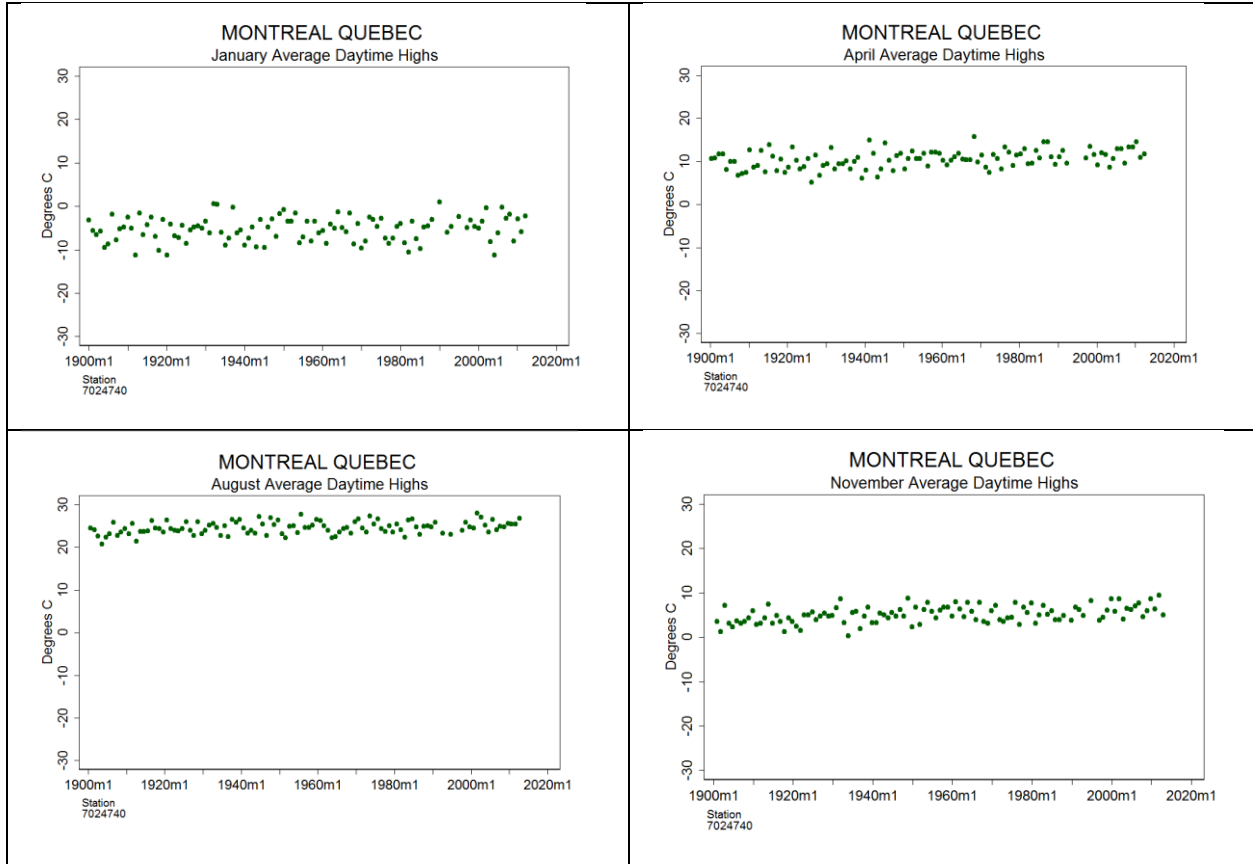 MONTREAL QUEBEC
January Average Daytime Highs
Degrees C
30
20
10
0
-10
-20
-30
1900m1 1920m1 1940m1 1960m1 1980m1 2000m1 2020m1
Station
7024740
MONTREAL QUEBEC
April Average Daytime Highs
Degrees C
30
20
10
0
-10
-20
-30
1900m1 1920m1 1940m1 1960m1 1980m1 2000m1 2020m1
Station
7024740
MONTREAL QUEBEC
August Average Daytime Highs
Degrees C
30
20
10
0
-10
-20
-30
1900m1 1920m1 1940m1 1960m1 1980m1 2000m1 2020m1
Station
7024740
MONTREAL QUEBEC
November Average Daytime Highs
Degrees C
30
20
10
0
-10
-20
-30
1900m1 1920m1 1940m1 1960m1 1980m1 2000m1 2020m1
Station
7024740